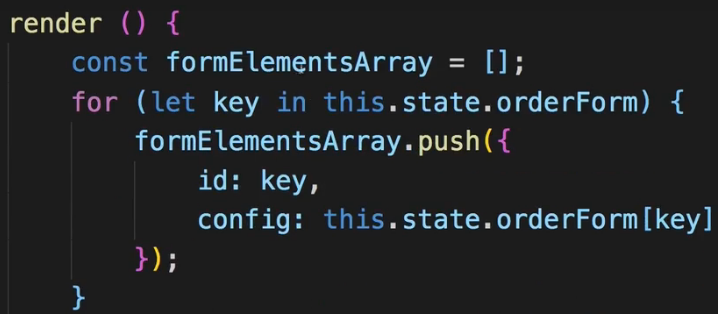 render () {
const formElementsArray = [];
for (let key in this.state.orderForm) {
formElementsArray.push({
id: key,
config: this.state.orderForm[key]
});
}